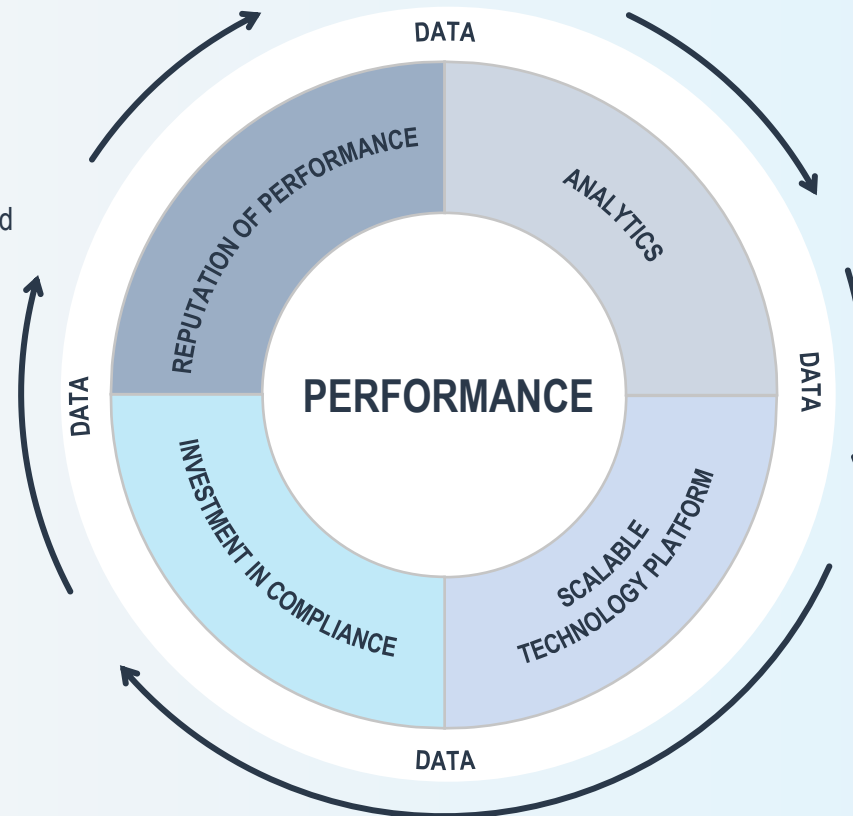 DATA
REPUTATION OF PERFORMANCE
ANALYTICS
d
DATA
PERFORMANCE
DATA
INVESTMENT IN COMPLIANCE
SCALABLE
TECHNOLOGY PLATFORM
DATA